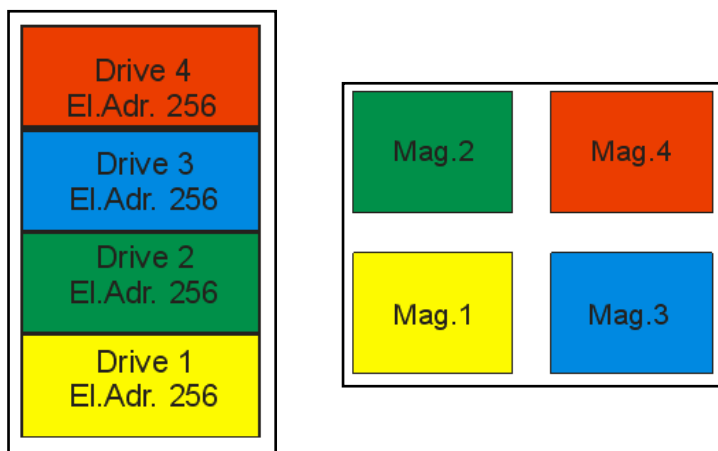 Drive 4
El.Adr. 256
Drive 3
El.Adr. 256
Drive 2
El.Adr. 256
Drive 1
El.Adr. 256
Mag.2
Mag.4
Mag.1
Mag.3